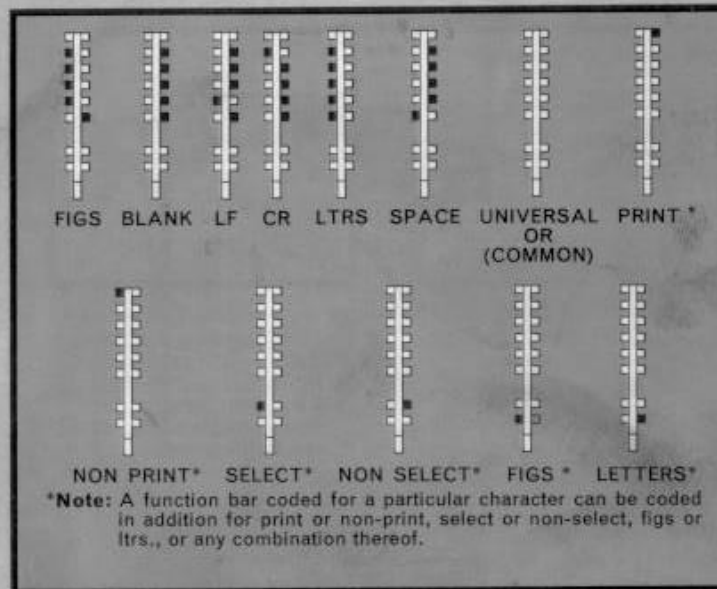 FIGS BLANK LF CR LTRS SPACE UNIVERSAL PRINT *
OR
(COMMON)
NON PRINT* SELECT* NON SELECT* FIGS * LETTERS*
*Note: A function bar coded for a particular character can be coded
in addition for print or non-print, select or non-select, figs or
ltrs., or any combination thereof.